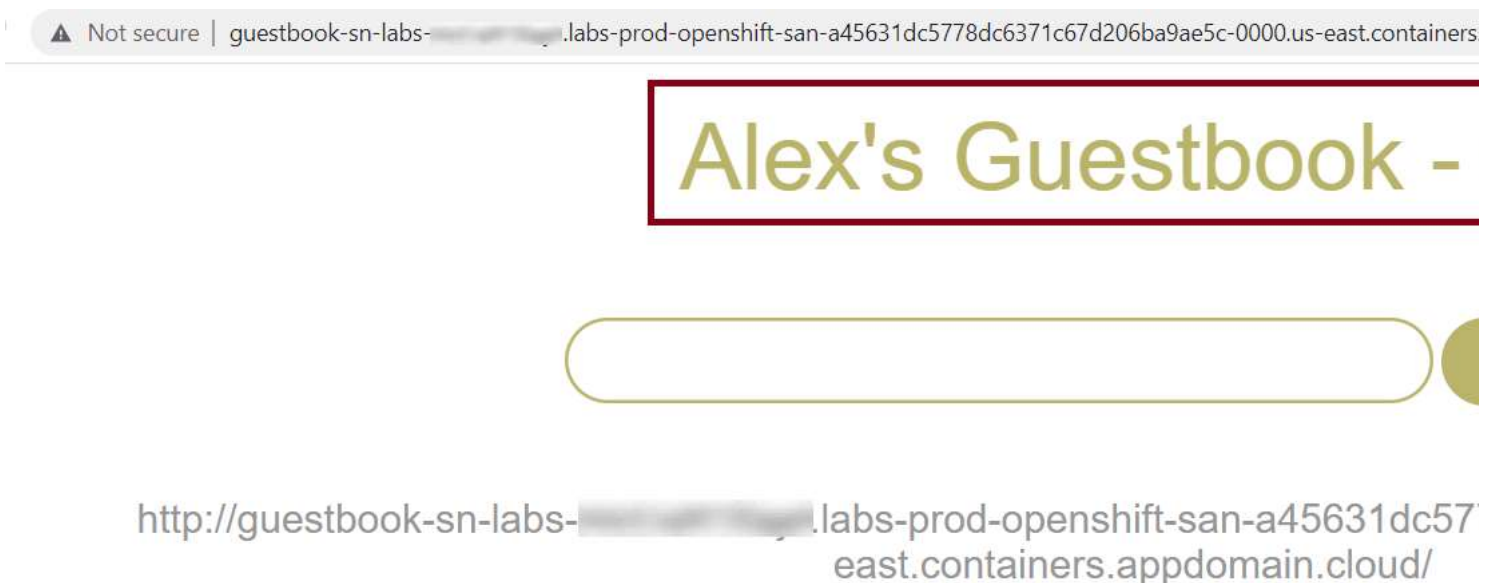 Not secure | guestbook-sn-labs- .labs-prod-openshift-san-a45631dc5778dc6371c67d206ba9ae5c-0000.us-east.containers.
Alex's Guestbook -
http://guestbook-sn-labs- .labs-prod-openshift-san-a45631dc57
east.containers.appdomain.cloud/